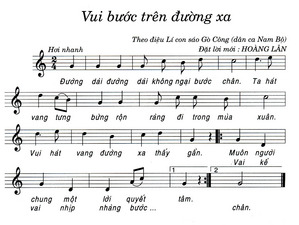 Vui bước trên đường xa
Theo điệu Lí con sáo Gò Công (dân ca Nam Bộ)
Đặt lời mới : HOÀNG LÂN
Hơi nhanh
Đường dài đường dài không ngại bước chân. Ta hát
vang tưng bừng rộn ràng đi trong mùa xuân.
Vui hát vang đường xa thấy gần. Muôn người
Vai kề
chung một lời quyết tâm.
vai nhịp nháng bước ... chân.